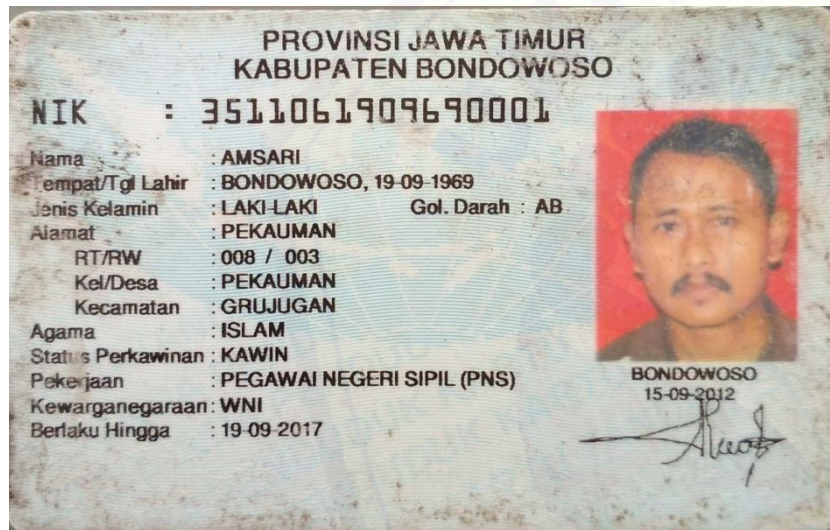 PROVINSI JAWA TIMUR
KABUPATEN BONDOWOSO
NIK : 3511061909690001
Nama : AMSARI
Tempat/Tgl Lahir : BONDOWOSO, 19-09-1969
Jenis Kelamin : LAKI-LAKI Gol. Darah : AB
Alamat : PEKAUMAN
RT/RW : 008 / 003
Kel/Desa : PEKAUMAN
Kecamatan : GRUJUGAN
Agama : ISLAM
Status Perkawinan : KAWIN
Pekerjaan : PEGAWAI NEGERI SIPIL (PNS)
Kewarganegaraan : WNI
Berlaku Hingga : 19-09-2017
BONDOWOSO
15-09-2012